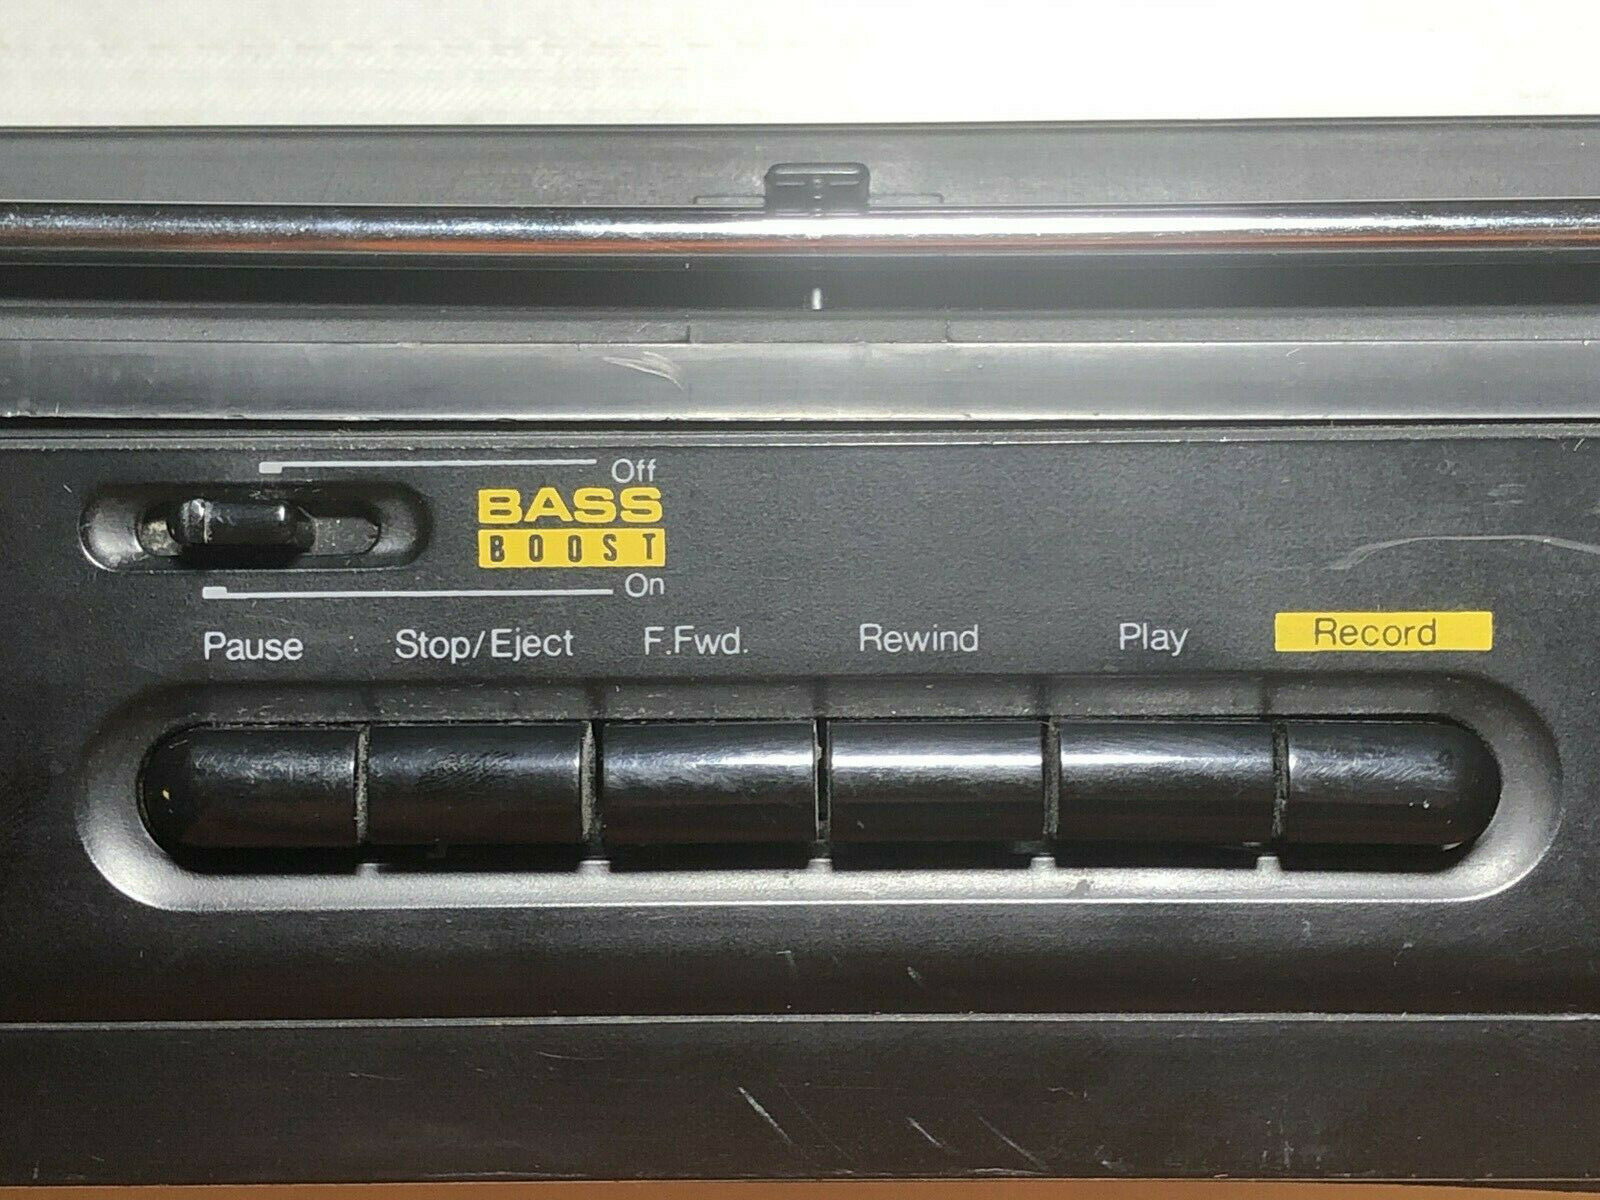 Off
BASS
BOOST
On
Pause Stop/Eject F.Fwd. Rewind Play Record